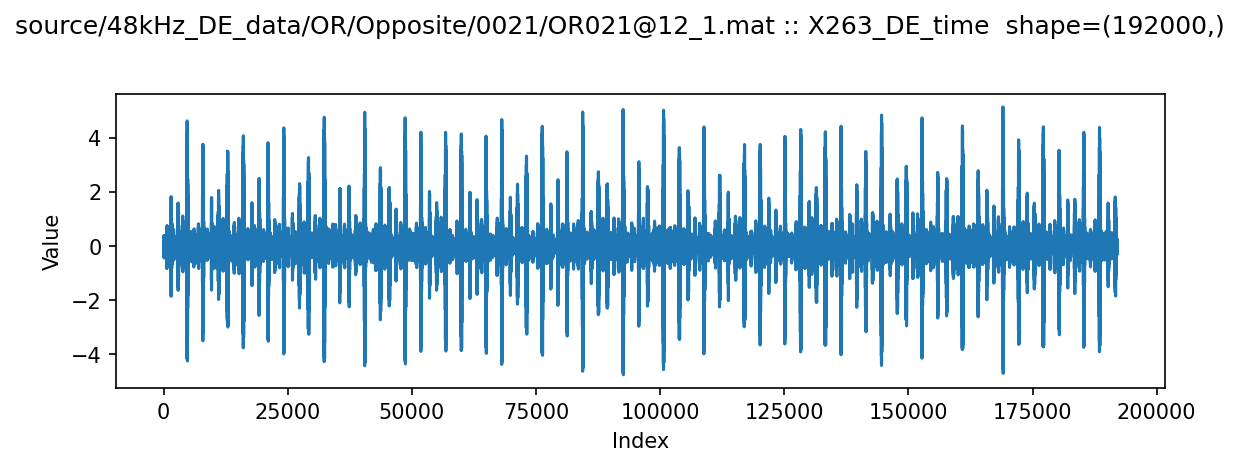 source/48kHz_DE_data/OR/Opposite/0021/OR021@12_1.mat :: X263_DE_time  shape=(192000,)
4
2
0
−2
−4
Value
0 25000 50000 75000 100000 125000 150000 175000 200000
Index